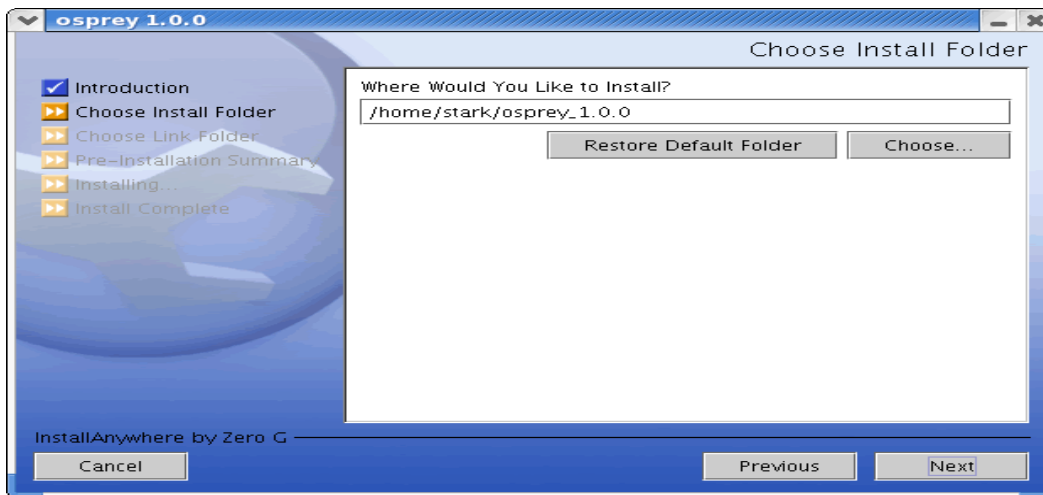 osprey 1.0.0
Choose Install Folder
Introduction
Choose Install Folder
Choose Link Folder
Pre-Installation Summary
Installing...
Install Complete
Where Would You Like to Install?
/home/stark/osprey_1.0.0
Restore Default Folder Choose...
InstallAnywhere by Zero G
Cancel Previous Next